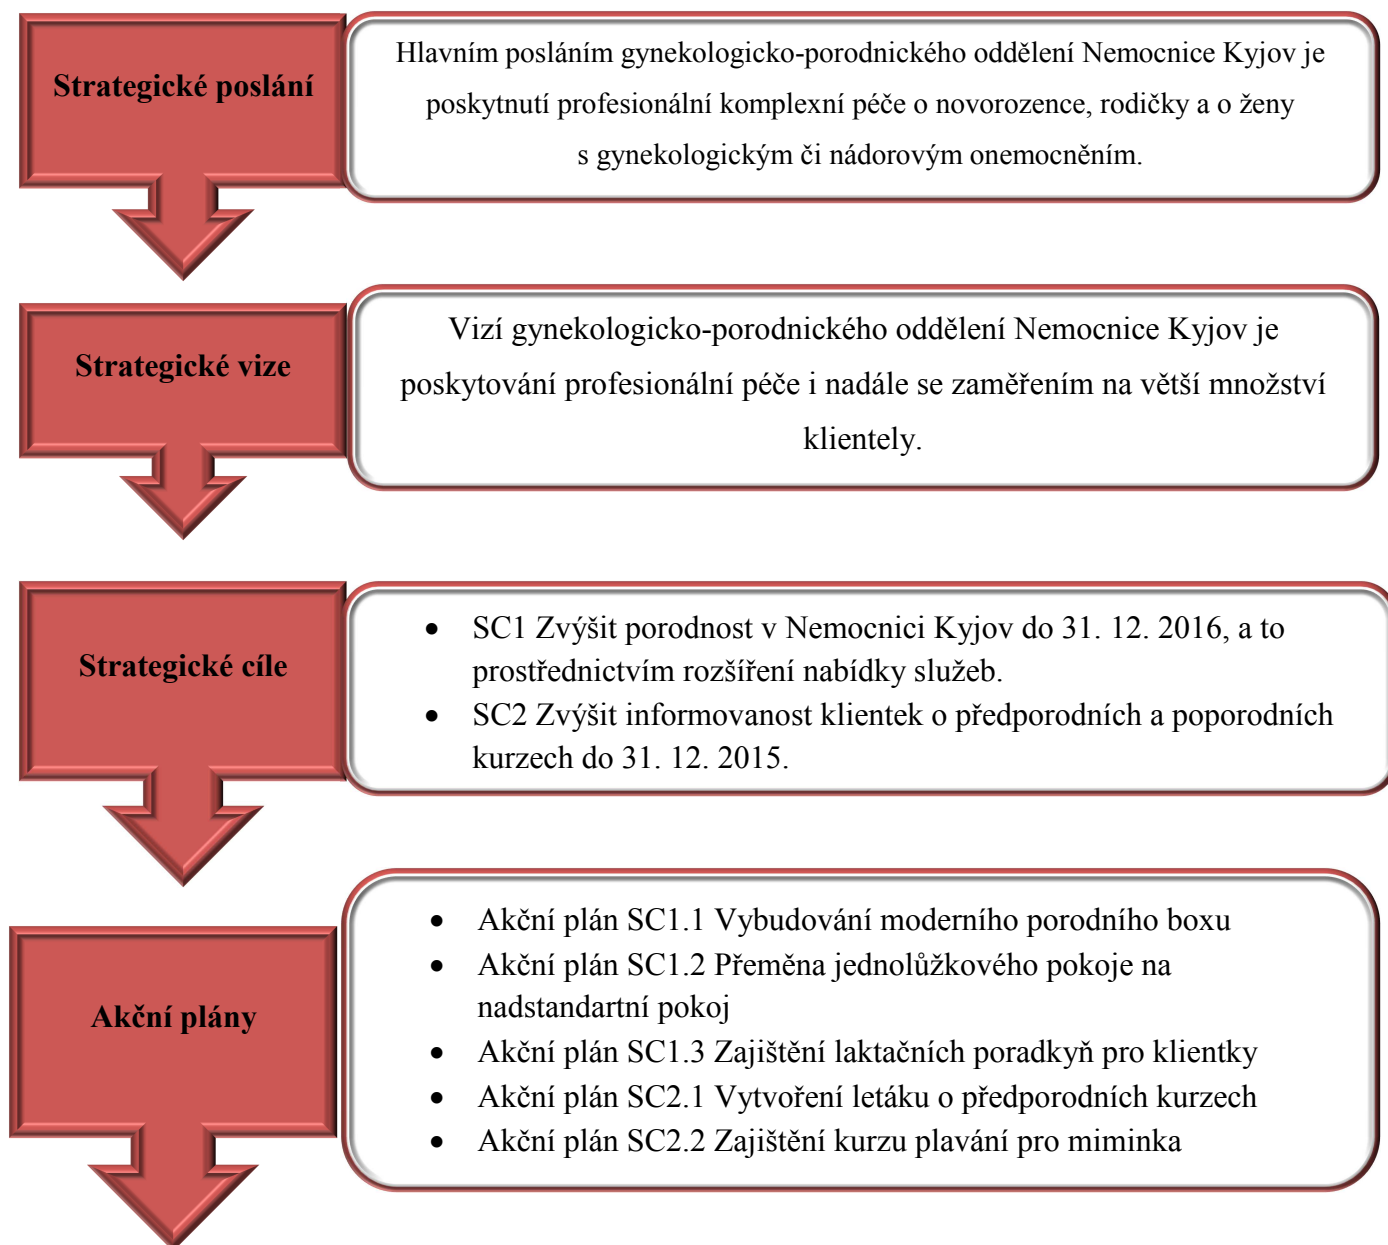 Strategické poslání
Hlavním posláním gynekologicko-porodnického oddělení Nemocnice Kyjov je
poskytnutí profesionální komplexní péče o novorozence, rodičky a o ženy
s gynekologickým či nádorovým onemocněním.
Strategické vize
Vizí gynekologicko-porodnického oddělení Nemocnice Kyjov je
poskytování profesionální péče i nadále se zaměřením na větší množství
klientely.
Strategické cíle
• SC1 Zvýšit porodnost v Nemocnici Kyjov do 31. 12. 2016, a to
prostřednictvím rozšíření nabídky služeb.
• SC2 Zvýšit informovanost klientek o předporodních a poporodních
kurzech do 31. 12. 2015.
Akční plány
• Akční plán SC1.1 Vybudování moderního porodního boxu
• Akční plán SC1.2 Přeměna jednolůžkového pokoje na
nadstandartní pokoj
• Akční plán SC1.3 Zajištění laktačních poradkyň pro klientky
• Akční plán SC2.1 Vytvoření letáku o předporodních kurzech
• Akční plán SC2.2 Zajištění kurzu plavání pro miminka